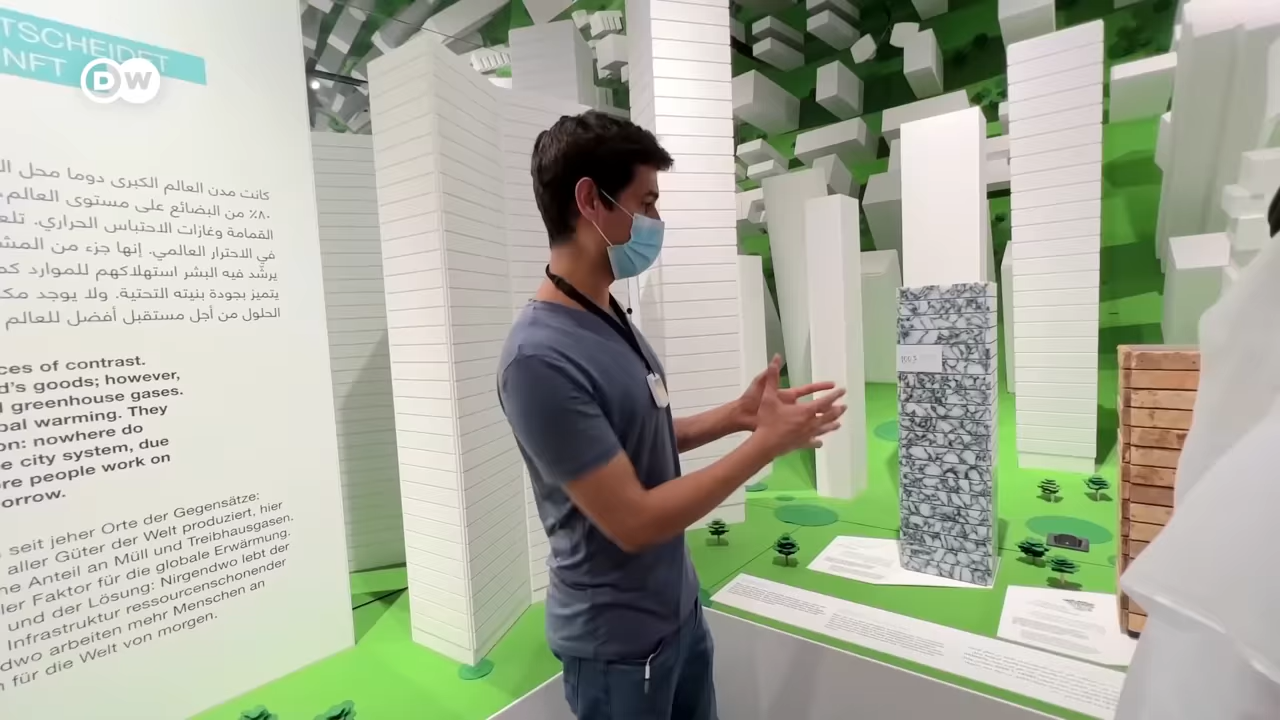 TSCHEIDET
NFT
DW
كانت مدن العالم الكبرى دوما محل ال
٨٠٪ من البضائع على مستوى العالم،
القمامة وغازات الاحتباس الحراري. تلع
في الاحترار العالمي. إنها جزء من المش
يرشّد فيه البشر استهلاكهم للموارد كم
يتميز بجودة بنيته التحتية. ولا يوجد مكا
الحلول من أجل مستقبل أفضل للعالم
ces of contrast.
d's goods; however,
l greenhouse gases.
bal warming. They
on: nowhere do
e city system, due
re people work on
orrow.
seit jeher Orte der Gegensätze:
aller Güter der Welt produziert, hier
ne Anteil an Müll und Treibhausgasen.
ler Faktor für die globale Erwärmung.
und der Lösung: Nirgendwo lebt der
Infrastruktur ressourcenschonender
dwo arbeiten mehr Menschen an
n für die Welt von morgen.